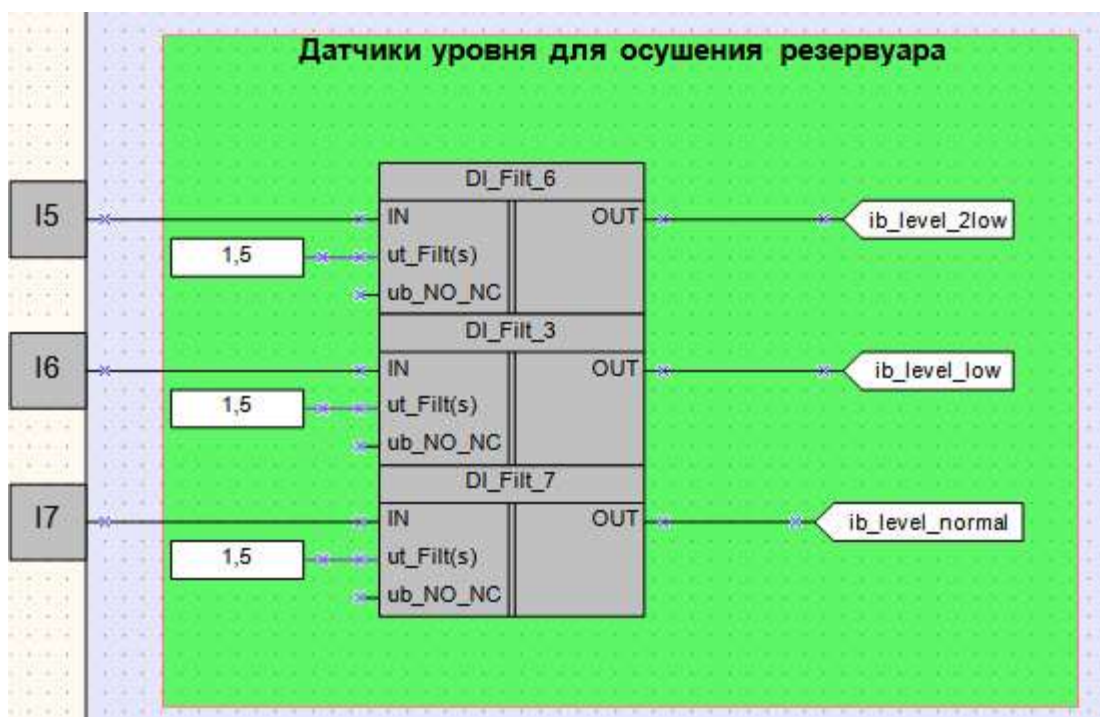 Датчики уровня для осушения резервуара
DI_Filt_6
I5
IN
OUT
ib_level_2low
1,5
ut_Filt(s)
ub_NO_NC
DI_Filt_3
I6
IN
OUT
ib_level_low
1,5
ut_Filt(s)
ub_NO_NC
DI_Filt_7
I7
IN
OUT
ib_level_normal
1,5
ut_Filt(s)
ub_NO_NC